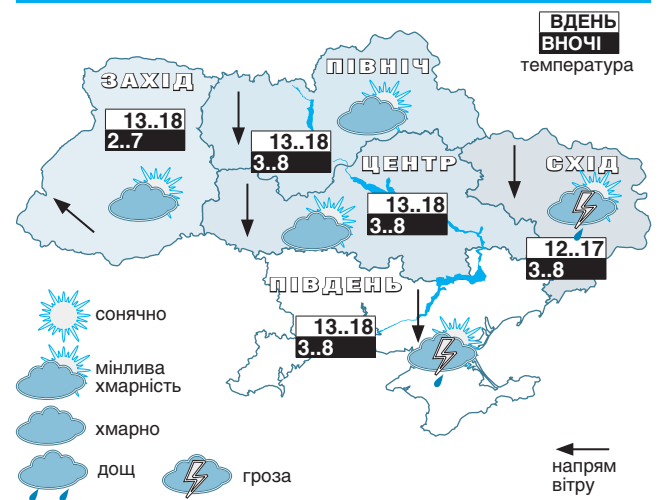 ВДЕНЬ
ВНОЧІ
температура
ЗАХІД
13..18
2..7
ПІВНІЧ
13..18
3..8
ЦЕНТР
13..18
3..8
СХІД
12..17
3..8
ПІВДЕНЬ
13..18
3..8
сонячно
мінлива
хмарність
хмарно
дощ
гроза
напрям
вітру